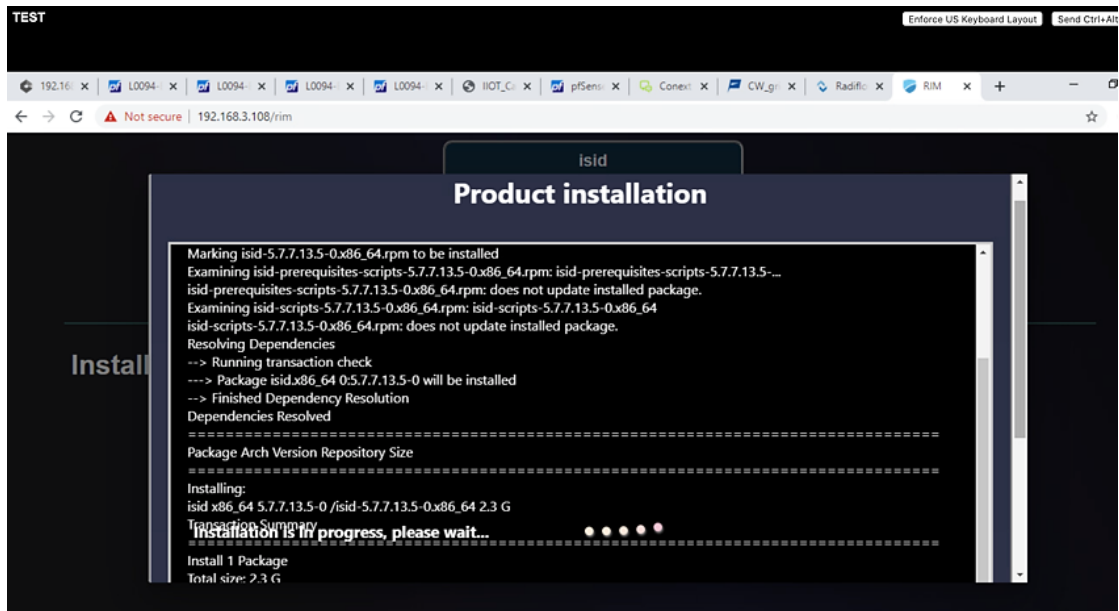 TEST
Enforce US Keyboard Layout
192.16
L0094-
L0094-
L0094-
L0094-
IIOT_C
pfSens
Conext
CW_gri
Radiflo
RIM
Not secure
192.168.3.108/rim
isid
Product installation
Install
Marking isid-5.7.7.13.5-0.x86_64.rpm to be installed
Examining isid-prerequisites-scripts-5.7.7.13.5-0.x86_64.rpm: isid-prerequisites-scripts-5.7.7.13.5-...
isid-prerequisites-scripts-5.7.7.13.5-0.x86_64.rpm: does not update installed package.
Examining isid-scripts-5.7.7.13.5-0.x86_64.rpm: isid-scripts-5.7.7.13.5-0.x86_64
isid-scripts-5.7.7.13.5-0.x86_64.rpm: does not update installed package.
Resolving Dependencies
--> Running transaction check
---> Package isid.x86_64 0:5.7.7.13.5-0 will be installed
--> Finished Dependency Resolution
Dependencies Resolved
================================================================================
Package Arch Version Repository Size
================================================================================
Installing:
isid x86_64 5.7.7.13.5-0 /isid-5.7.7.13.5-0.x86_64 2.3 G
Transaction Summary
Installation is in progress, please wait...
================================================================================
Install 1 Package
Total size: 2.3 G